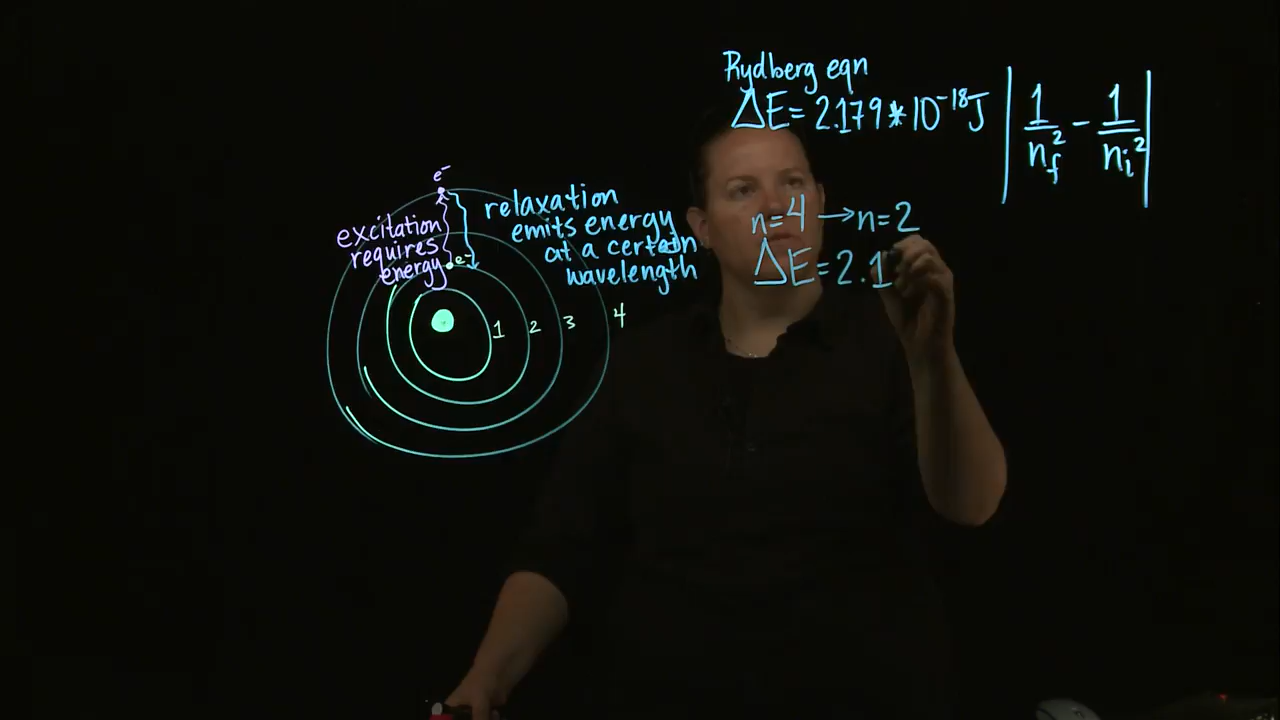 Rydberg eqn
ΔE = 2.179 * 10⁻¹⁸J | 1/n_f² - 1/n_i² |
n=4 → n=2
ΔE = 2.1
e⁻
excitation
requires
energy
e⁻
relaxation
emits energy
at a certain
wavelength
1 2 3 4